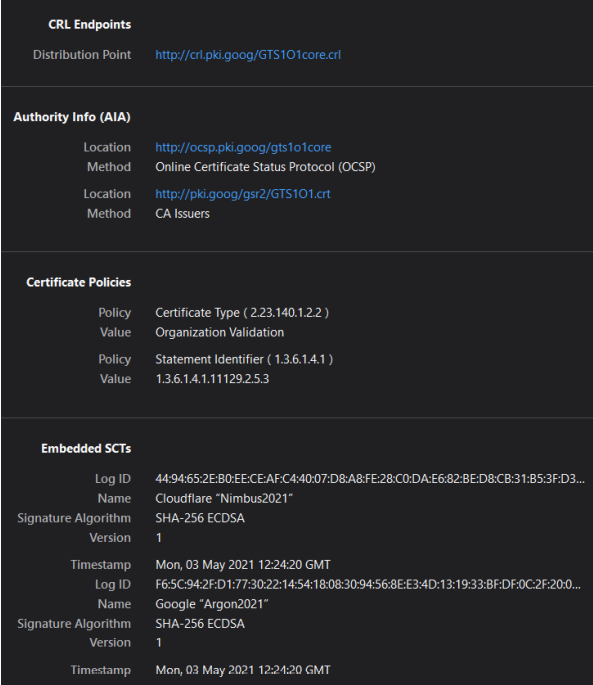 CRL Endpoints
Distribution Point http://crl.pki.goog/GTS1O1core.crl
Authority Info (AIA)
Location http://ocsp.pki.goog/gts1o1core
Method Online Certificate Status Protocol (OCSP)
Location http://pki.goog/gsr2/GTS1O1.crt
Method CA Issuers
Certificate Policies
Policy Certificate Type ( 2.23.140.1.2.2 )
Value Organization Validation
Policy Statement Identifier ( 1.3.6.1.4.1 )
Value 1.3.6.1.4.1.11129.2.5.3
Embedded SCTs
Log ID 44:94:65:2E:B0:EE:CE:AF:C4:40:07:D8:A8:FE:28:C0:DA:E6:82:BE:D8:CB:31:B5:3F:D3...
Name Cloudflare “Nimbus2021”
Signature Algorithm SHA-256 ECDSA
Version 1
Timestamp Mon, 03 May 2021 12:24:20 GMT
Log ID F6:5C:94:2F:D1:77:30:22:14:54:18:08:30:94:56:8E:E3:4D:13:19:33:BF:DF:0C:2F:20:0...
Name Google “Argon2021”
Signature Algorithm SHA-256 ECDSA
Version 1
Timestamp Mon, 03 May 2021 12:24:20 GMT